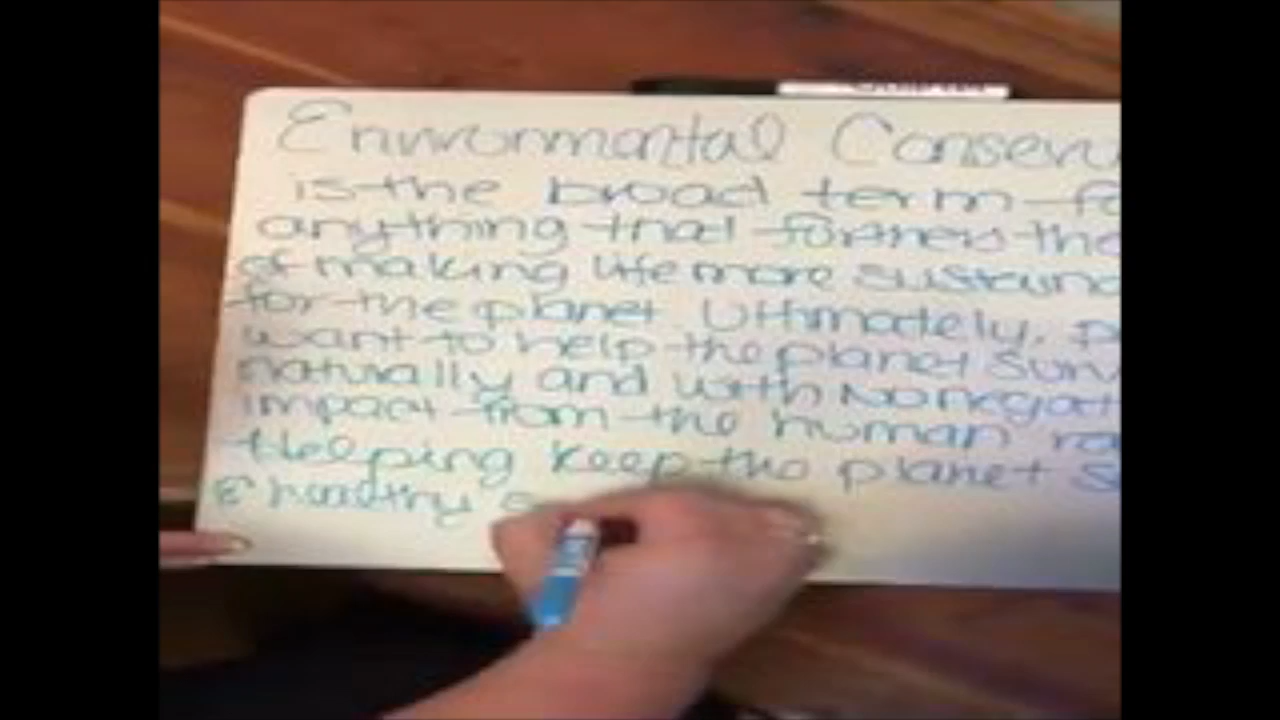 Environmental Conserv
is the broad term fo
anything that furthers the
of making life more sustaina
for the planet. Ultimately, p
want to help the planet surv
naturally and with no negati
impact from the human ra
Helping keep the planet s
& healthy